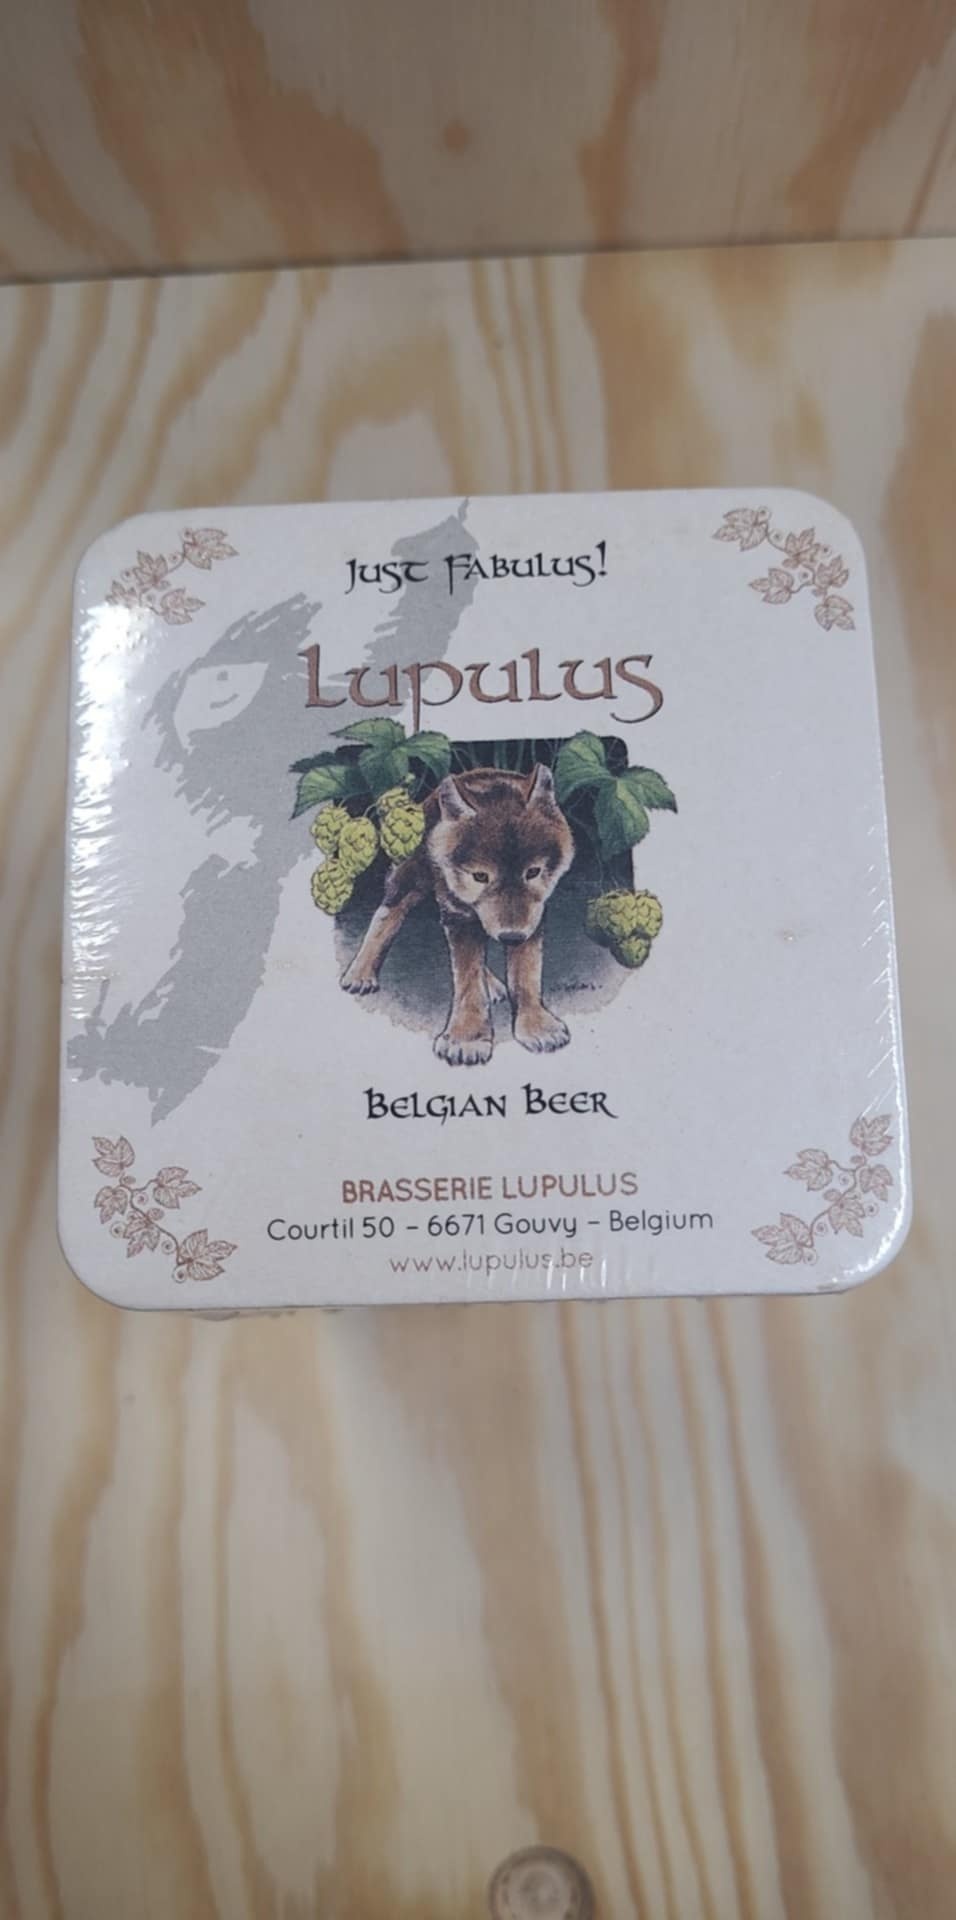 Just Fabulus!
Lupulus
Belgian Beer
BRASSERIE LUPULUS
Courtil 50 – 6671 Gouvy – Belgium
www.lupulus.be